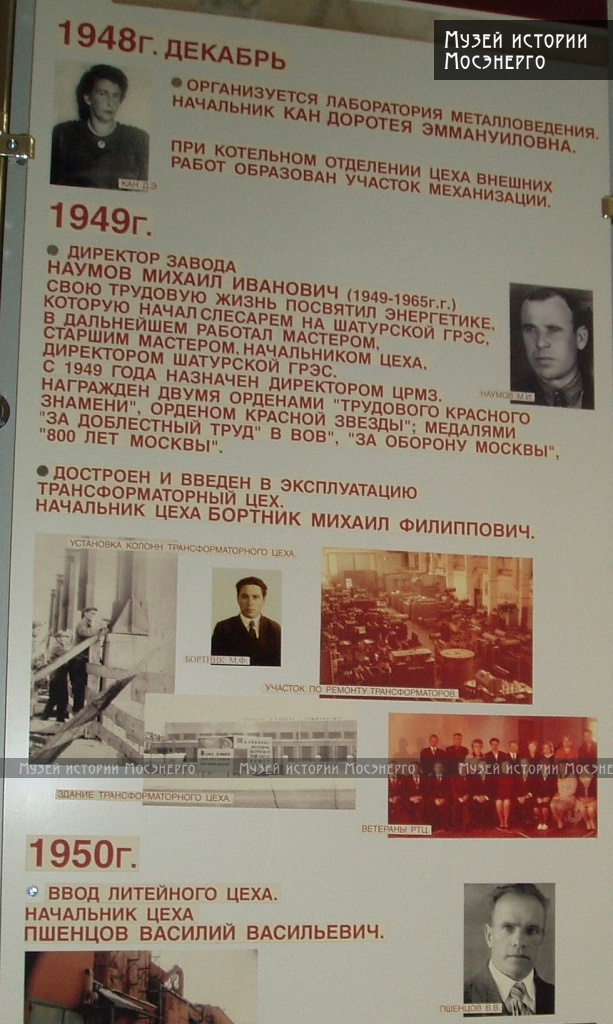 Музей истории
Мосэнерго
1948г. ДЕКАБРЬ
ОРГАНИЗУЕТСЯ ЛАБОРАТОРИЯ МЕТАЛЛОВЕДЕНИЯ.
НАЧАЛЬНИК КАН ДОРОТЕЯ ЭММАНУИЛОВНА.
КАН Д.Э.
ПРИ КОТЕЛЬНОМ ОТДЕЛЕНИИ ЦЕХА ВНЕШНИХ
РАБОТ ОБРАЗОВАН УЧАСТОК МЕХАНИЗАЦИИ.
1949г.
ДИРЕКТОР ЗАВОДА
НАУМОВ МИХАИЛ ИВАНОВИЧ (1949-1965г.г.)
СВОЮ ТРУДОВУЮ ЖИЗНЬ ПОСВЯТИЛ ЭНЕРГЕТИКЕ,
КОТОРУЮ НАЧАЛ СЛЕСАРЕМ НА ШАТУРСКОЙ ГРЭС,
В ДАЛЬНЕЙШЕМ РАБОТАЛ МАСТЕРОМ,
СТАРШИМ МАСТЕРОМ, НАЧАЛЬНИКОМ ЦЕХА,
ДИРЕКТОРОМ ШАТУРСКОЙ ГРЭС.
С 1949 ГОДА НАЗНАЧЕН ДИРЕКТОРОМ ЦРМЗ.
НАГРАЖДЕН ДВУМЯ ОРДЕНАМИ "ТРУДОВОГО КРАСНОГО
ЗНАМЕНИ", ОРДЕНОМ КРАСНОЙ ЗВЕЗДЫ"; МЕДАЛЯМИ
"ЗА ДОБЛЕСТНЫЙ ТРУД" В ВОВ", "ЗА ОБОРОНУ МОСКВЫ",
"800 ЛЕТ МОСКВЫ".
НАУМОВ М.И.
ДОСТРОЕН И ВВЕДЕН В ЭКСПЛУАТАЦИЮ
ТРАНСФОРМАТОРНЫЙ ЦЕХ.
НАЧАЛЬНИК ЦЕХА БОРТНИК МИХАИЛ ФИЛИППОВИЧ.
УСТАНОВКА КОЛОНН ТРАНСФОРМАТОРНОГО ЦЕХА.
БОРТНИК М.Ф.
УЧАСТОК ПО РЕМОНТУ ТРАНСФОРМАТОРОВ.
Музей истории Мосэнерго Музей истории Мосэнерго Музей истории Мосэне
ЗДАНИЕ ТРАНСФОРМАТОРНОГО ЦЕХА.
ВЕТЕРАНЫ РТЦ.
1950г.
ВВОД ЛИТЕЙНОГО ЦЕХА.
НАЧАЛЬНИК ЦЕХА
ПШЕНЦОВ ВАСИЛИЙ ВАСИЛЬЕВИЧ.
ПШЕНЦОВ В.В.